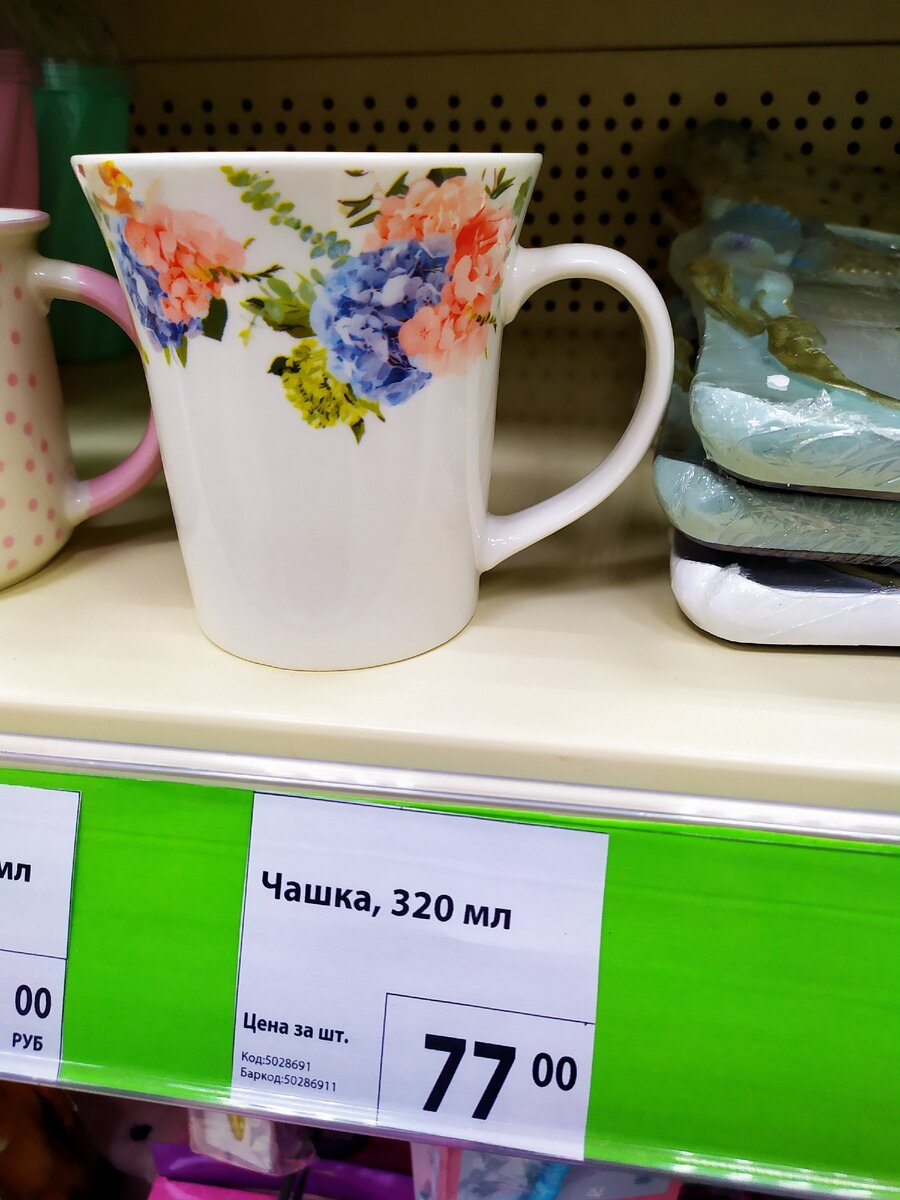 мл
00
РУБ
Чашка, 320 мл
Цена за шт.
Код:5028691
Баркод:50286911
77 00